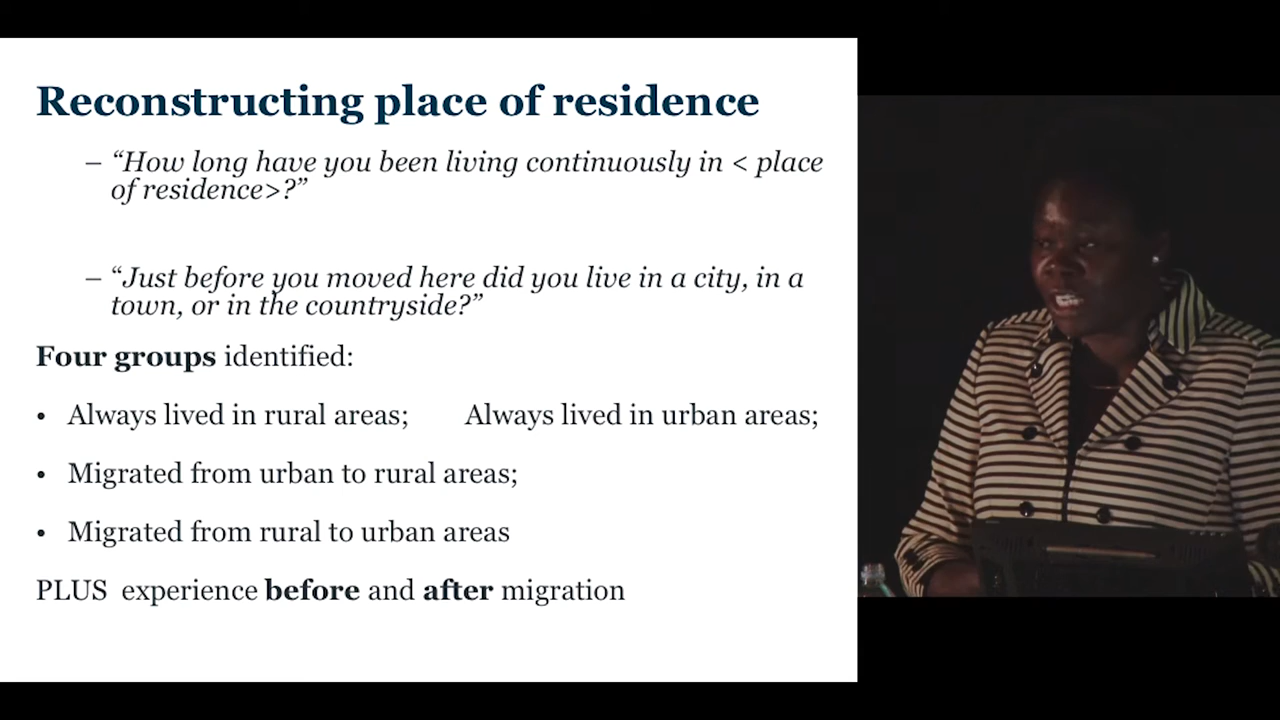 Reconstructing place of residence
– “How long have you been living continuously in < place
of residence>?”
– “Just before you moved here did you live in a city, in a
town, or in the countryside?”
Four groups identified:
• Always lived in rural areas; Always lived in urban areas;
• Migrated from urban to rural areas;
• Migrated from rural to urban areas
PLUS experience before and after migration